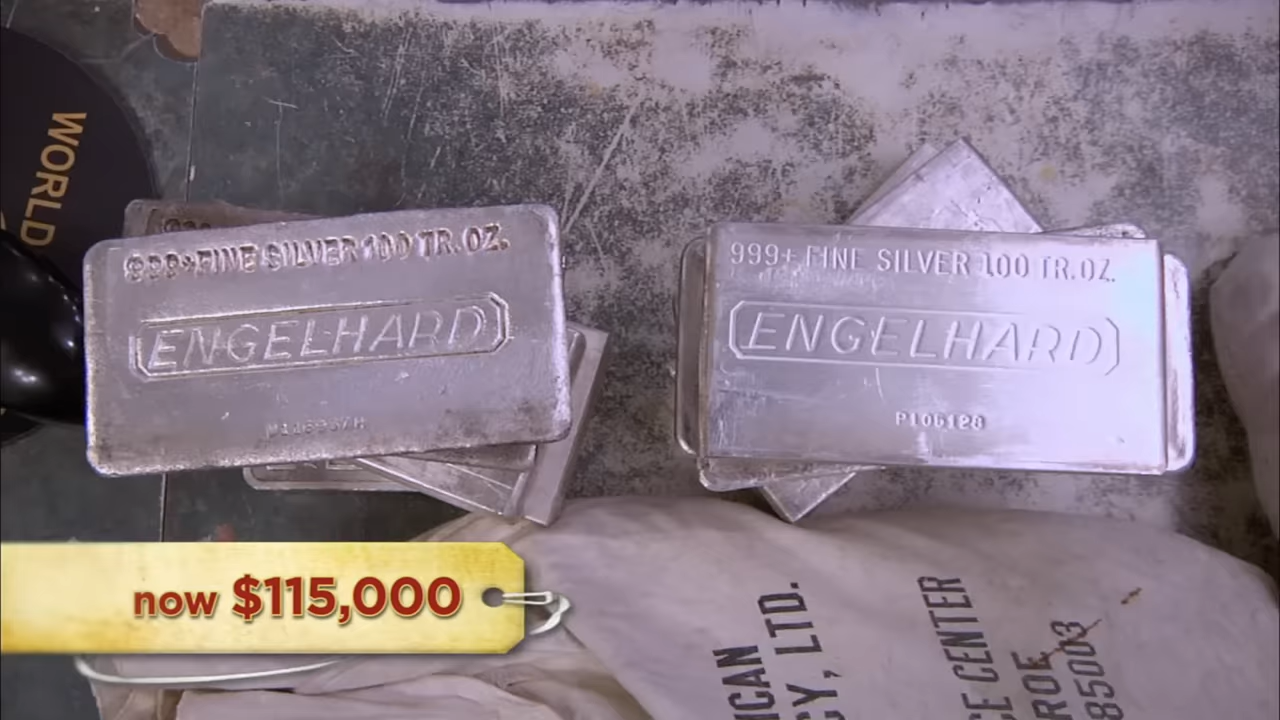 WORLD
999+ FINE SILVER 100 TR.OZ.
ENGELHARD
999+ FINE SILVER 100 TR.OZ.
ENGELHARD
P106128
now $115,000
ICAN
CY, LTD.
CE CENTER
ROE
85003